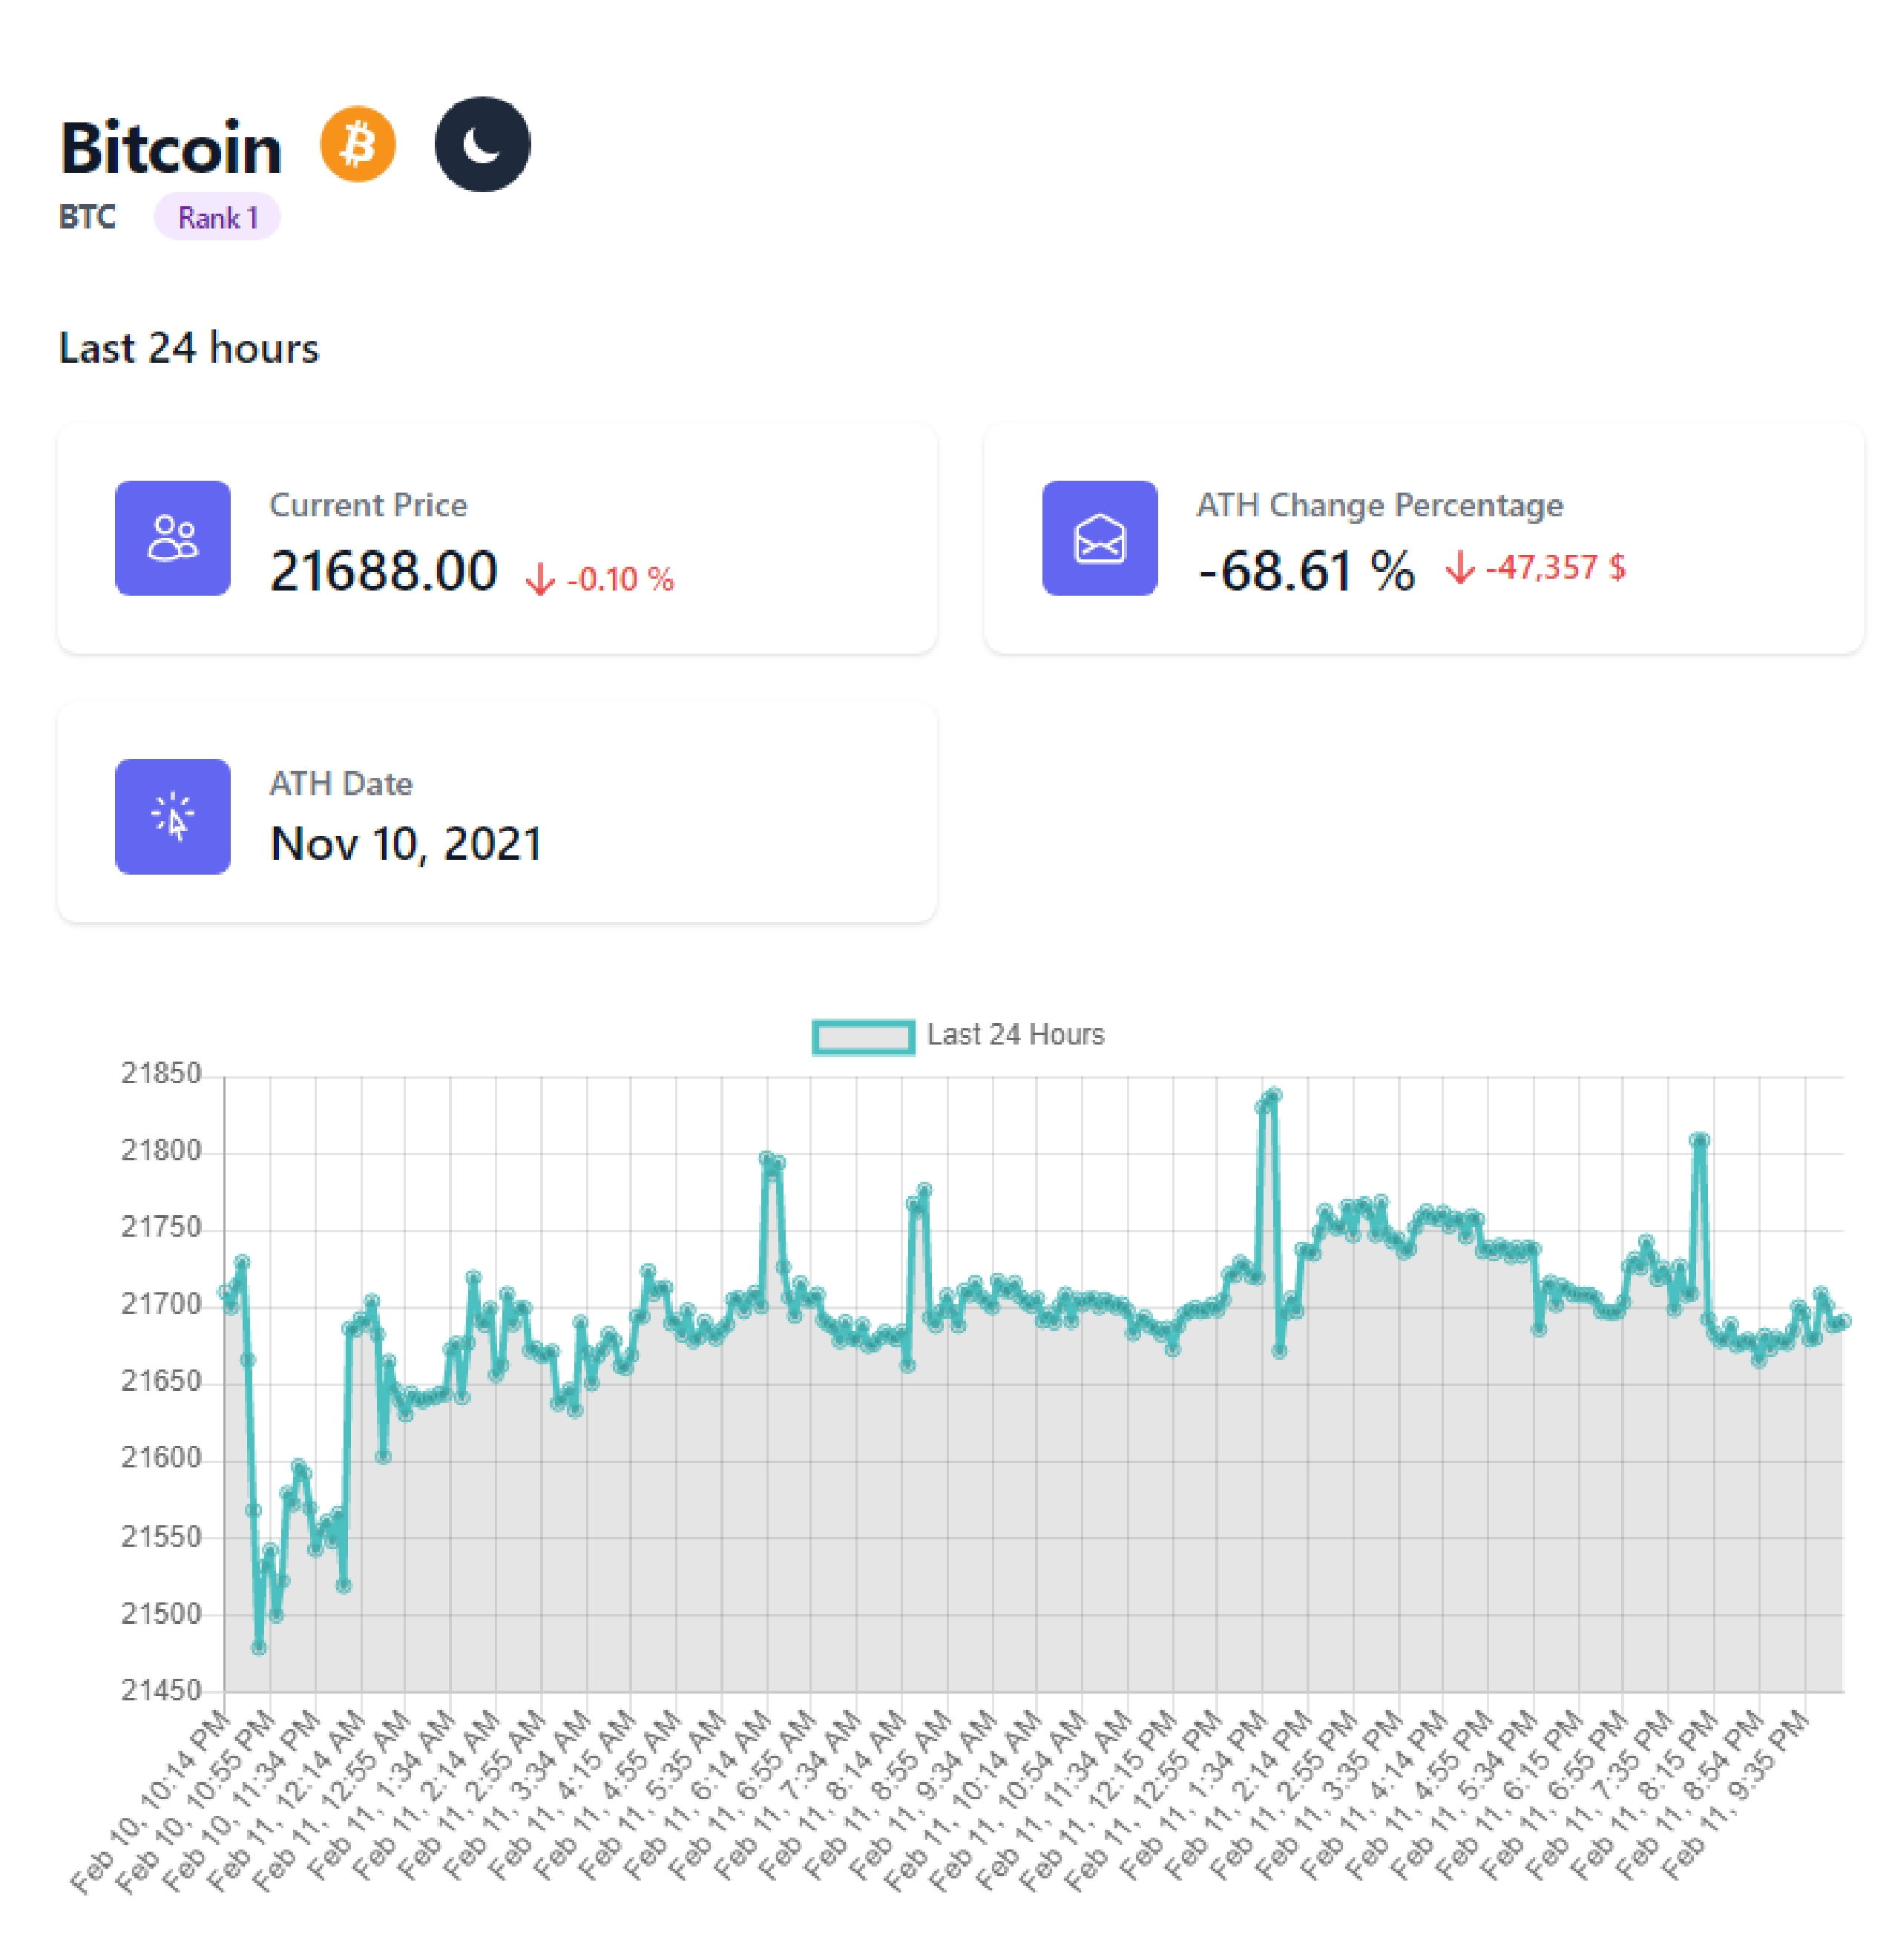 Bitcoin
BTC Rank 1
Last 24 hours
Current Price
21688.00 -0.10 %
ATH Change Percentage
-68.61 % -47,357 $
ATH Date
Nov 10, 2021
Last 24 Hours
21850
21800
21750
21700
21650
21600
21550
21500
21450
Feb 10, 10:14 PM
Feb 10, 10:55 PM
Feb 10, 11:34 PM
Feb 11, 12:14 AM
Feb 11, 12:55 AM
Feb 11, 1:34 AM
Feb 11, 2:14 AM
Feb 11, 2:55 AM
Feb 11, 3:34 AM
Feb 11, 4:15 AM
Feb 11, 4:55 AM
Feb 11, 5:35 AM
Feb 11, 6:14 AM
Feb 11, 6:55 AM
Feb 11, 7:34 AM
Feb 11, 8:14 AM
Feb 11, 8:55 AM
Feb 11, 9:34 AM
Feb 11, 10:14 AM
Feb 11, 10:54 AM
Feb 11, 11:34 AM
Feb 11, 12:15 PM
Feb 11, 12:55 PM
Feb 11, 1:34 PM
Feb 11, 2:14 PM
Feb 11, 2:55 PM
Feb 11, 3:35 PM
Feb 11, 4:14 PM
Feb 11, 4:55 PM
Feb 11, 5:34 PM
Feb 11, 6:15 PM
Feb 11, 6:55 PM
Feb 11, 7:35 PM
Feb 11, 8:15 PM
Feb 11, 8:54 PM
Feb 11, 9:35 PM